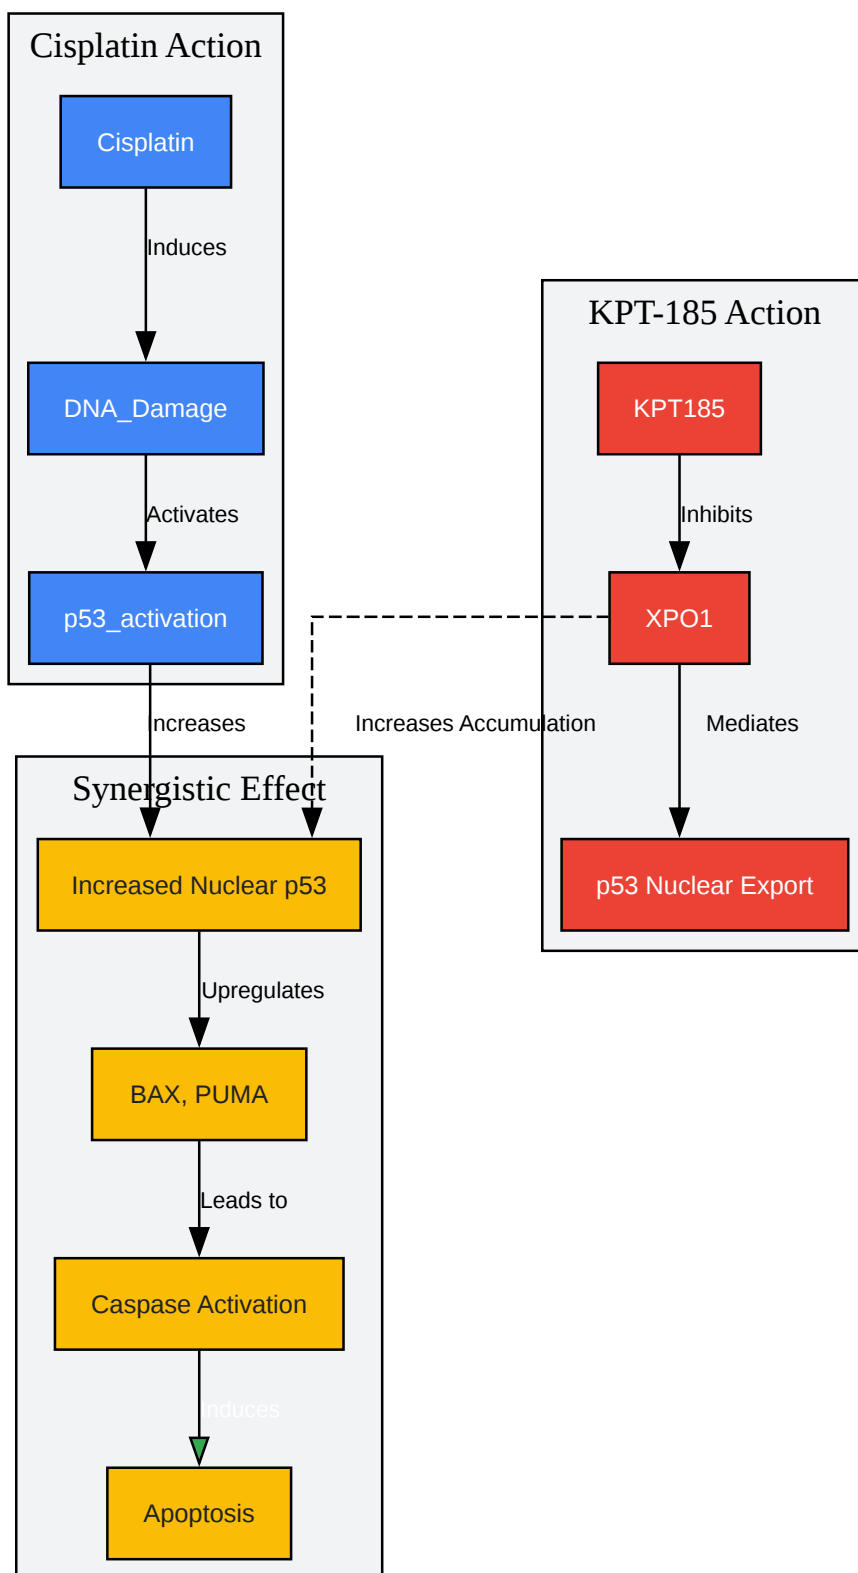 Cisplatin Action
Cisplatin
Induces
DNA_Damage
Activates
p53_activation
Increases
KPT-185 Action
KPT185
Inhibits
XPO1
Increases Accumulation
Mediates
p53 Nuclear Export
Synergistic Effect
Increased Nuclear p53
Upregulates
BAX, PUMA
Leads to
Caspase Activation
Induces
Apoptosis